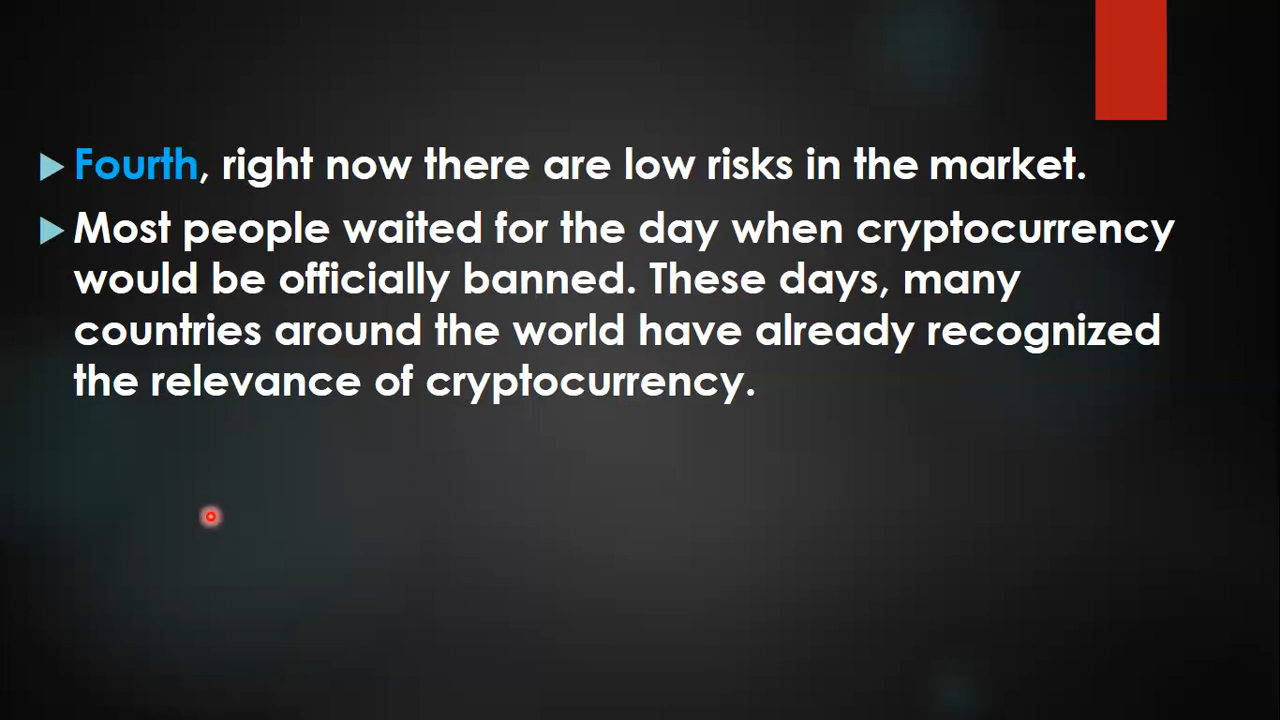 Fourth, right now there are low risks in the market.
Most people waited for the day when cryptocurrency
would be officially banned. These days, many
countries around the world have already recognized
the relevance of cryptocurrency.